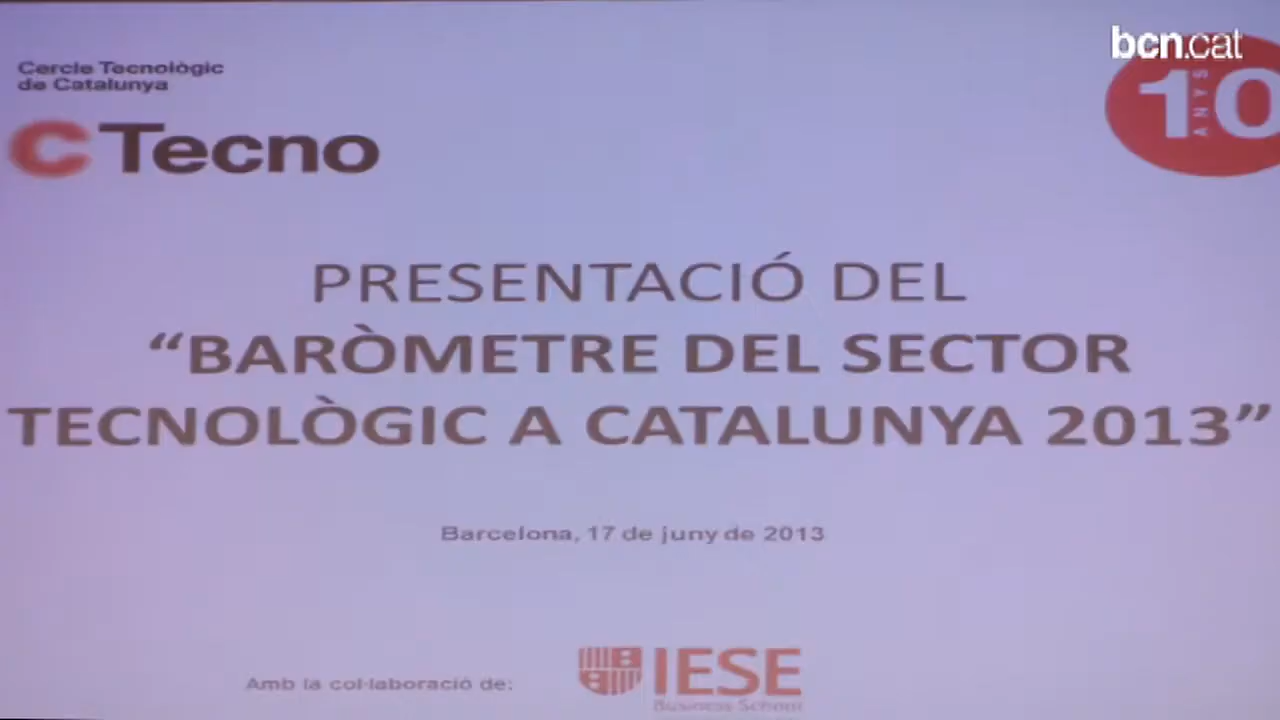 bcn.cat
Cercle Tecnològic
de Catalunya
CTecno
10
ANYS
PRESENTACIÓ DEL
“BARÒMETRE DEL SECTOR
TECNOLÒGIC A CATALUNYA 2013”
Barcelona, 17 de juny de 2013
Amb la col·laboració de:
IESE
Business School